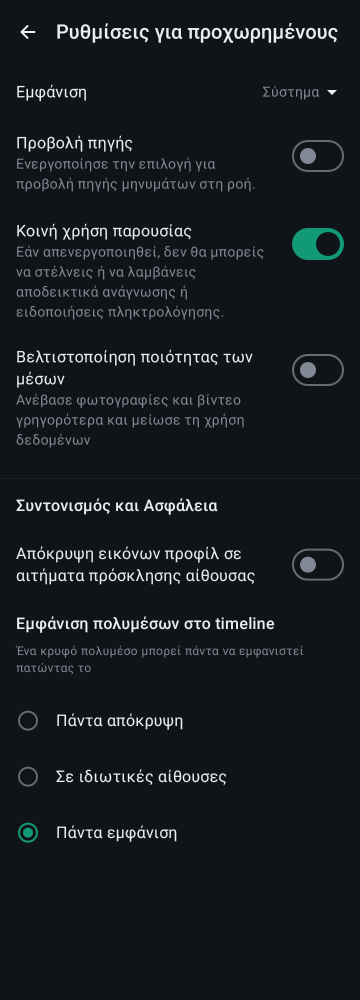 Ρυθμίσεις για προχωρημένους
Εμφάνιση
Σύστημα
Προβολή πηγής
Ενεργοποίησε την επιλογή για
προβολή πηγής μηνυμάτων στη ροή.
Κοινή χρήση παρουσίας
Εάν απενεργοποιηθεί, δεν θα μπορείς
να στέλνεις ή να λαμβάνεις
αποδεικτικά ανάγνωσης ή
ειδοποιήσεις πληκτρολόγησης.
Βελτιστοποίηση ποιότητας των
μέσων
Ανέβασε φωτογραφίες και βίντεο
γρηγορότερα και μείωσε τη χρήση
δεδομένων
Συντονισμός και Ασφάλεια
Απόκρυψη εικόνων προφίλ σε
αιτήματα πρόσκλησης αίθουσας
Εμφάνιση πολυμέσων στο timeline
Ένα κρυφό πολυμέσο μπορεί πάντα να εμφανιστεί
πατώντας το
Πάντα απόκρυψη
Σε ιδιωτικές αίθουσες
Πάντα εμφάνιση